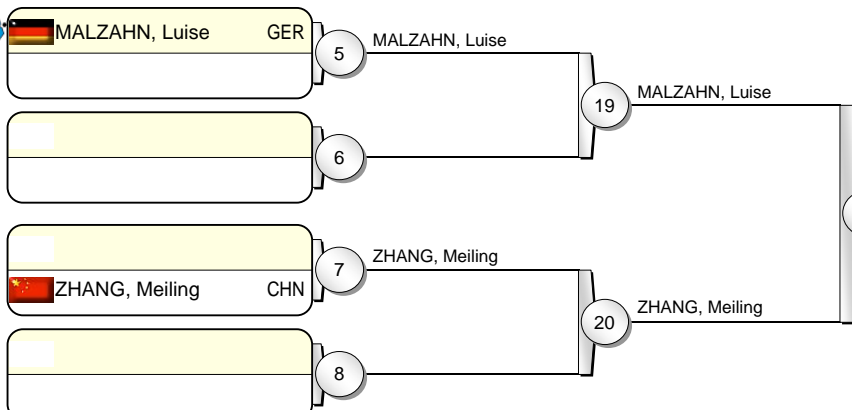 MALZAHN, Luise GER
5
MALZAHN, Luise
19
MALZAHN, Luise
6
7
ZHANG, Meiling
ZHANG, Meiling CHN
20
ZHANG, Meiling
8